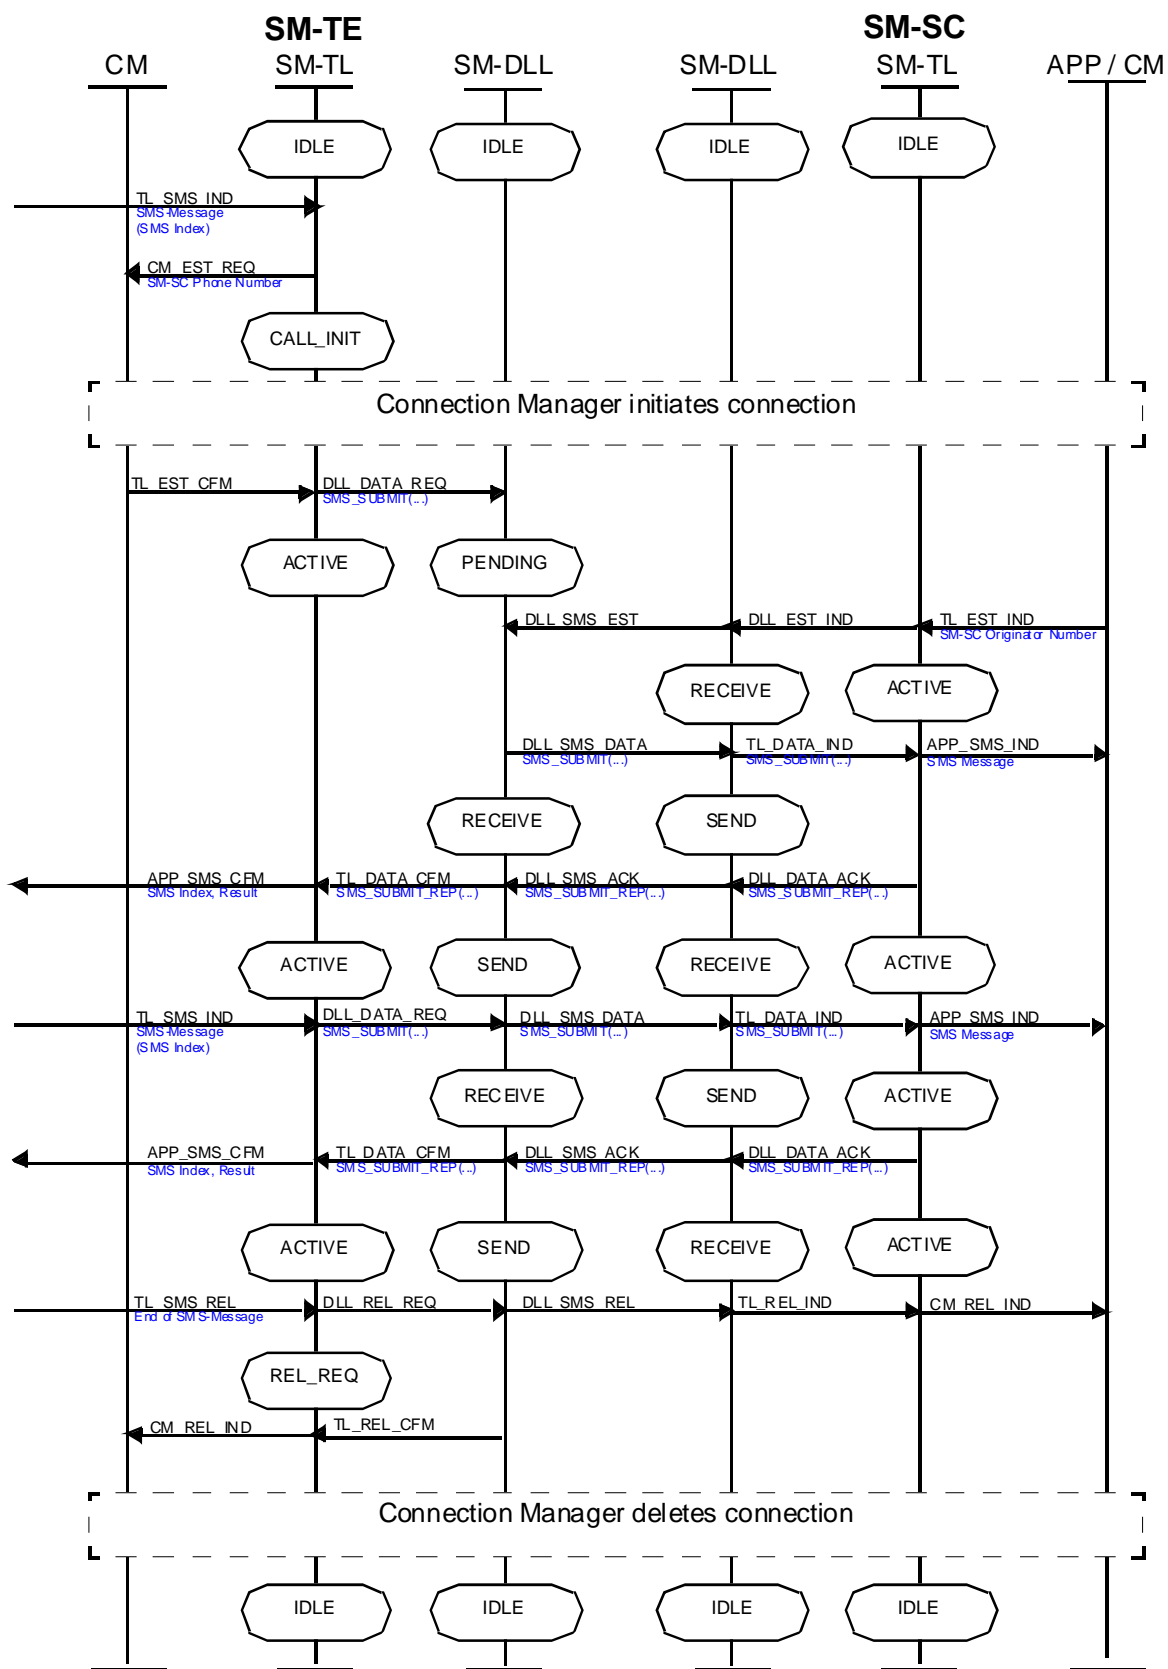 SM-TE SM-SC
CM SM-TL SM-DLL SM-DLL SM-TL APP / CM
IDLE IDLE IDLE IDLE
TL_SMS_IND
SMS-Message
(SMS Index)
CM_EST_REQ
SM-SC Phone Number
CALL_INIT
Connection Manager initiates connection
TL_EST_CFM DLL_DATA_REQ
SMS_SUBMIT(...)
ACTIVE PENDING
DLL_SMS_EST DLL_EST_IND TL_EST_IND
SM-SC Originator Number
RECEIVE ACTIVE
DLL_SMS_DATA TL_DATA_IND APP_SMS_IND
SMS_SUBMIT(...) SMS_SUBMIT(...) SMS Message
RECEIVE SEND
APP_SMS_CFM TL_DATA_CFM DLL_SMS_ACK DLL_DATA_ACK
SMS Index, Result SMS_SUBMIT_REP(...) SMS_SUBMIT_REP(...) SMS_SUBMIT_REP(...)
ACTIVE SEND RECEIVE ACTIVE
TL_SMS_IND DLL_DATA_REQ DLL_SMS_DATA TL_DATA_IND APP_SMS_IND
SMS-Message SMS_SUBMIT(...) SMS_SUBMIT(...) SMS_SUBMIT(...) SMS Message
(SMS Index)
RECEIVE SEND ACTIVE
APP_SMS_CFM TL_DATA_CFM DLL_SMS_ACK DLL_DATA_ACK
SMS Index, Result SMS_SUBMIT_REP(...) SMS_SUBMIT_REP(...) SMS_SUBMIT_REP(...)
ACTIVE SEND RECEIVE ACTIVE
TL_SMS_REL DLL_REL_REQ DLL_SMS_REL TL_REL_IND CM_REL_IND
End of SMS-Message
REL_REQ
CM_REL_IND TL_REL_CFM
Connection Manager deletes connection
IDLE IDLE IDLE IDLE